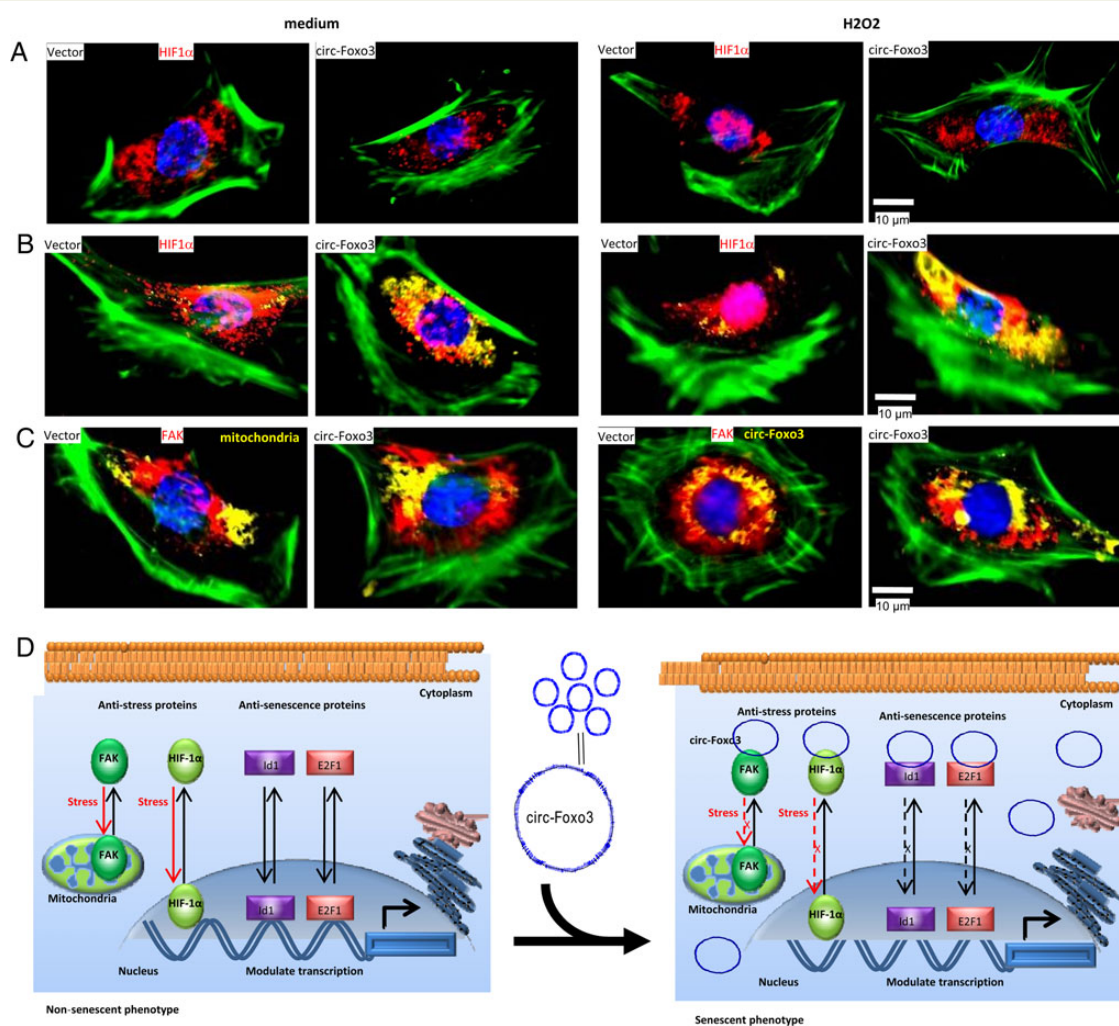 medium
H2O2
A
Vector
HIF1α
circ-Foxo3
Vector
HIF1α
circ-Foxo3
10 µm
B
Vector
HIF1α
circ-Foxo3
Vector
HIF1α
circ-Foxo3
10 µm
C
Vector
FAK
mitochondria
circ-Foxo3
Vector
FAK
circ-Foxo3
circ-Foxo3
10 µm
D
Cytoplasm
Anti-stress proteins
Anti-senescence proteins
FAK
HIF-1α
Id1
E2F1
Stress
Stress
FAK
Mitochondria
HIF-1α
Id1
E2F1
Nucleus
Modulate transcription
Non-senescent phenotype
circ-Foxo3
Cytoplasm
Anti-stress proteins
Anti-senescence proteins
circ-Foxo3
FAK
HIF-1α
Id1
E2F1
Stress
Stress
X
X
X
X
FAK
Mitochondria
HIF-1α
Id1
E2F1
Nucleus
Modulate transcription
Senescent phenotype